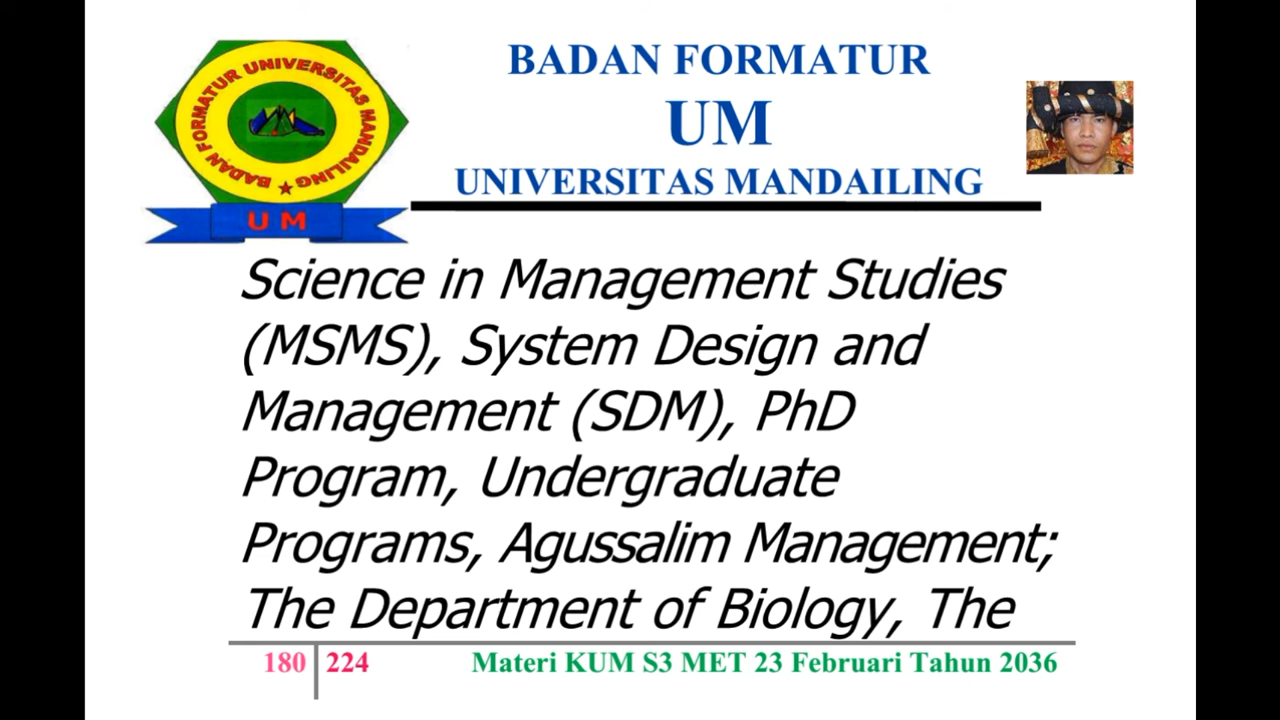 BADAN FORMATUR UNIVERSITAS MANDAILING
U M
BADAN FORMATUR
UM
UNIVERSITAS MANDAILING
Science in Management Studies
(MSMS), System Design and
Management (SDM), PhD
Program, Undergraduate
Programs, Agussalim Management;
The Department of Biology, The
180 224 Materi KUM S3 MET 23 Februari Tahun 2036